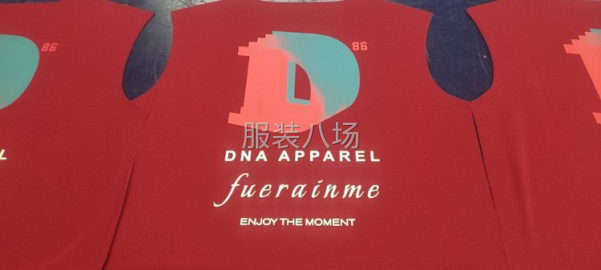 D 86
服装八场
DNA APPAREL
fuerainme
ENJOY THE MOMENT
86
L